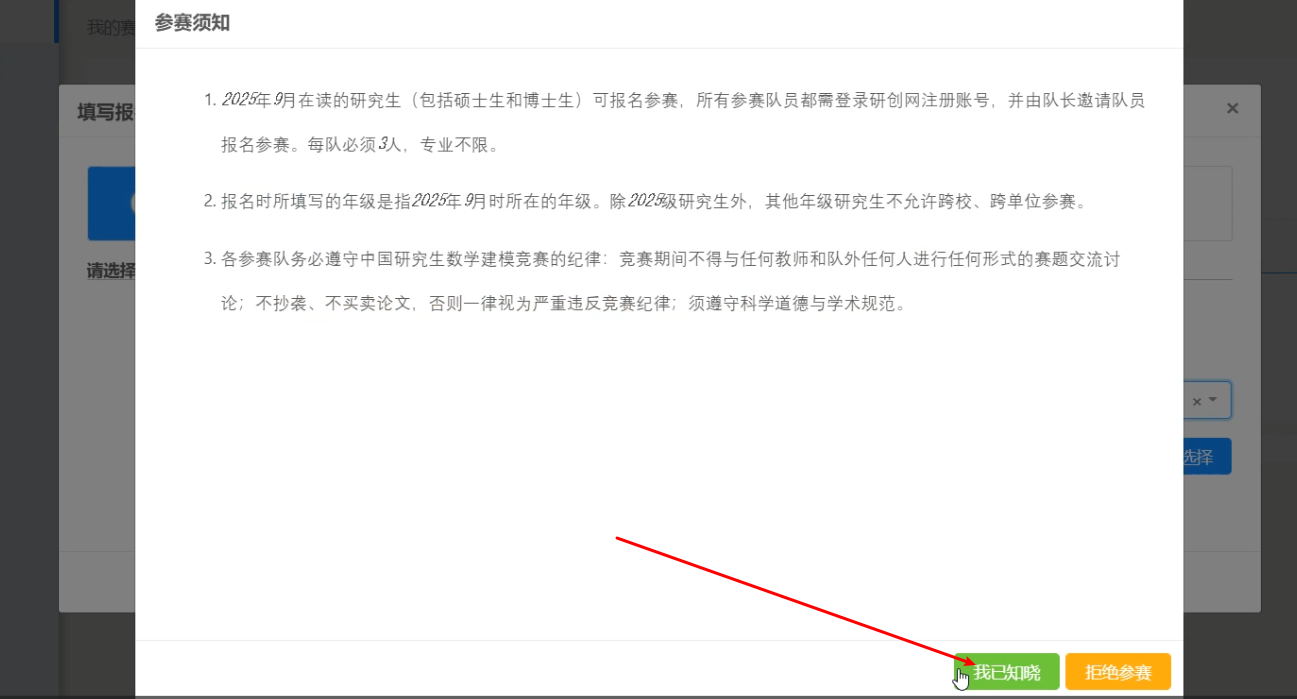 参赛须知
我的赛
填写报
×
1. 2025年9月在读的研究生（包括硕士生和博士生）可报名参赛，所有参赛队员都需登录研创网注册账号，并由队长邀请队员
报名参赛。每队必须3人，专业不限。
2. 报名时所填写的年级是指2025年9月时所在的年级。除2025级研究生外，其他年级研究生不允许跨校、跨单位参赛。
请选择
3. 各参赛队务必遵守中国研究生数学建模竞赛的纪律：竞赛期间不得与任何教师和队外任何人进行任何形式的赛题交流讨
论；不抄袭、不买卖论文，否则一律视为严重违反竞赛纪律；须遵守科学道德与学术规范。
×
选择
我已知晓
拒绝参赛